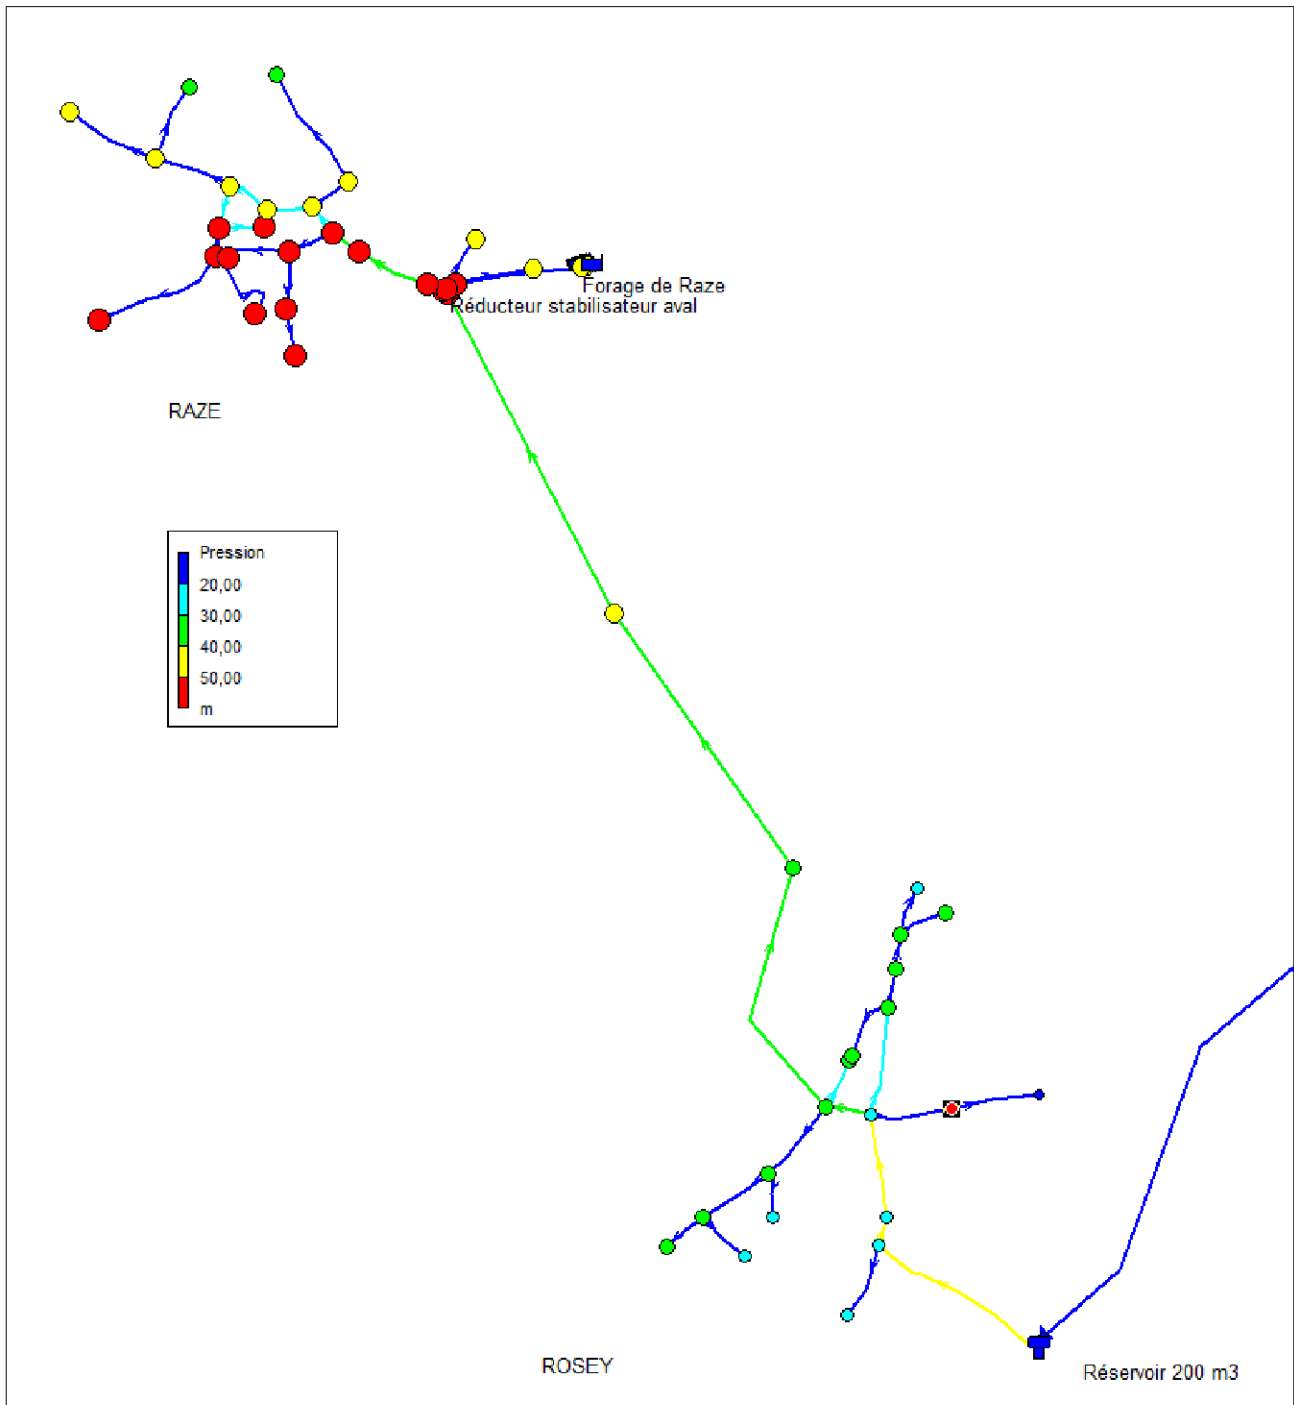 Forage de Raze
Réducteur stabilisateur aval
RAZE
Pression
20,00
30,00
40,00
50,00
m
ROSEY
Réservoir 200 m3